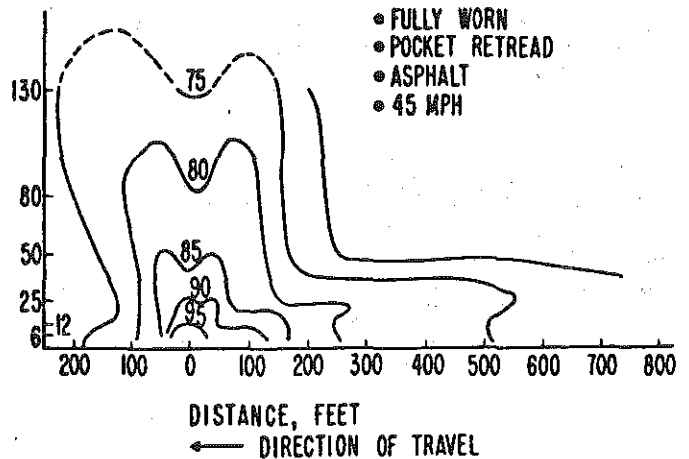 • FULLY WORN
• POCKET RETREAD
• ASPHALT
• 45 MPH
75
130
80
80
85
50
90
25
95
12
6
200 100 0 100 200 300 400 500 600 700 800
DISTANCE, FEET
← DIRECTION OF TRAVEL